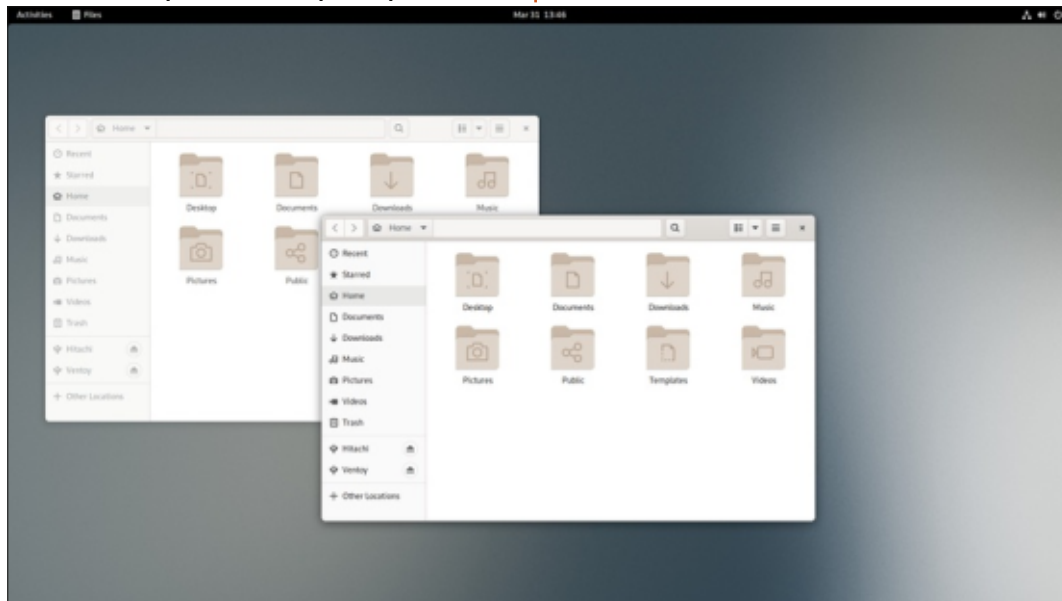 Activities Files Mar 31 13:46
Home
Recent
Starred
Home
Documents
Downloads
Music
Pictures
Videos
Trash
Hitachi
Ventoy
Other Locations
Desktop Documents Downloads Music
Pictures Public
Home
Recent
Starred
Home
Documents
Downloads
Music
Pictures
Videos
Trash
Hitachi
Ventoy
Other Locations
Desktop Documents Downloads Music
Pictures Public Templates Videos